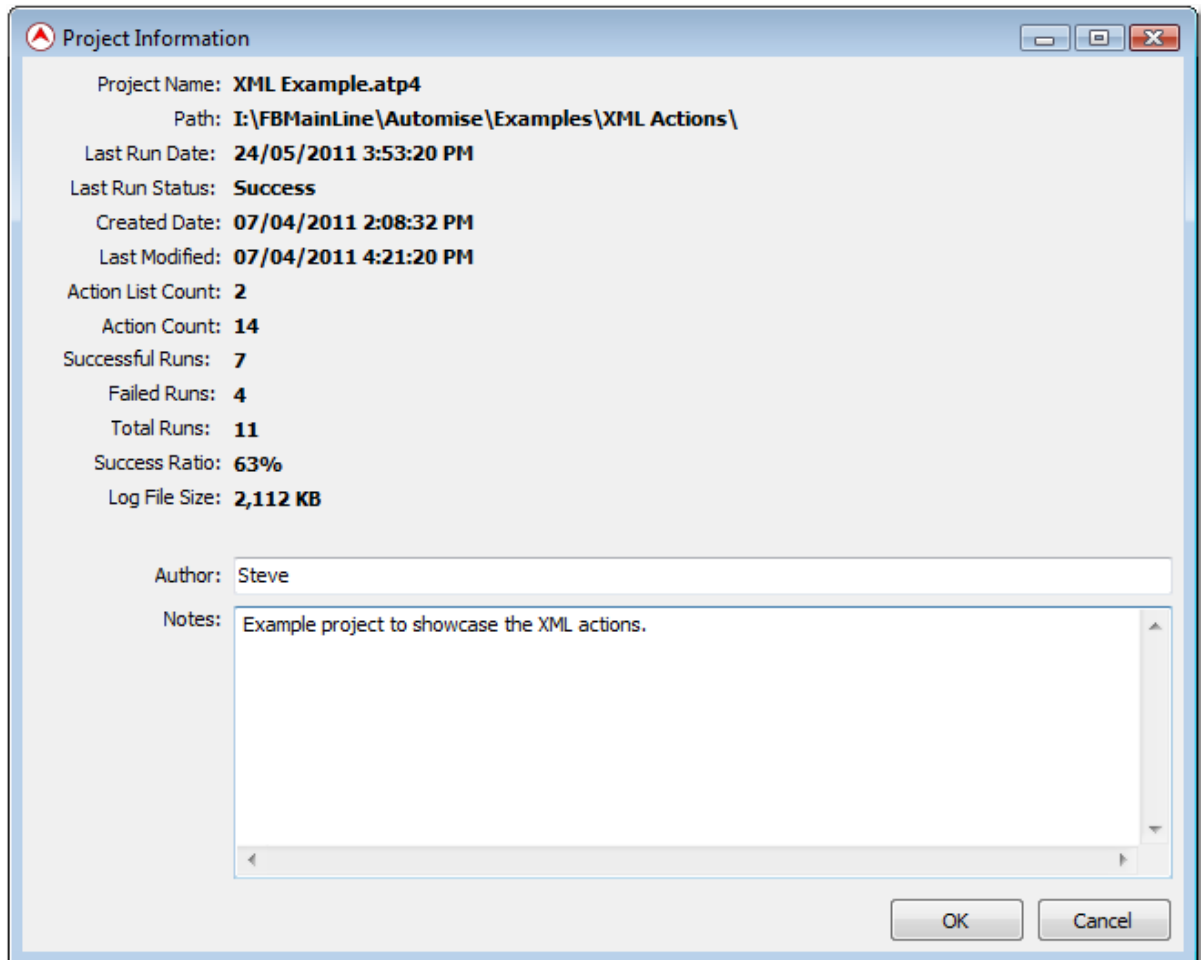 Project Information
Project Name: XML Example.atp4
Path: I:\FBMainLine\Automise\Examples\XML Actions\
Last Run Date: 24/05/2011 3:53:20 PM
Last Run Status: Success
Created Date: 07/04/2011 2:08:32 PM
Last Modified: 07/04/2011 4:21:20 PM
Action List Count: 2
Action Count: 14
Successful Runs: 7
Failed Runs: 4
Total Runs: 11
Success Ratio: 63%
Log File Size: 2,112 KB
Author: Steve
Notes: Example project to showcase the XML actions.
OK Cancel